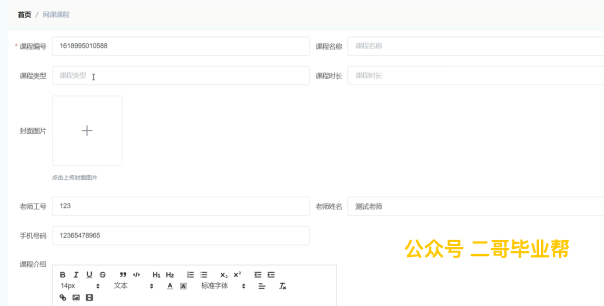 首页 / 网课课程
* 课程编号 1618995010588 课程名称 课程名称
课程类型 课程类型 课程时长 课程时长
封面图片
点击上传封面图片
老师工号 123 老师姓名 测试老师
手机号码 12365478965
公众号 二哥毕业帮
课程介绍
B I U S ” </> H1 H2 x₂ x²
14px 文本 A A 标准字体